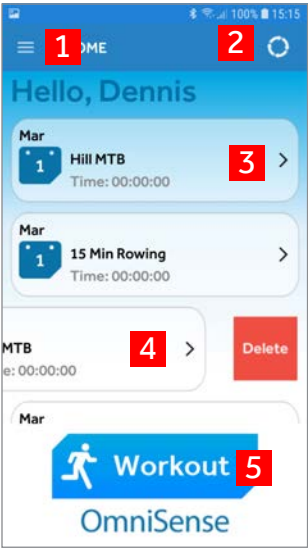 100% 15:15
1 OME 2
Hello, Dennis
Mar
1 Hill MTB 3
Time: 00:00:00
Mar
1 15 Min Rowing
Time: 00:00:00
MTB 4 Delete
e: 00:00:00
Mar
Workout 5
OmniSense